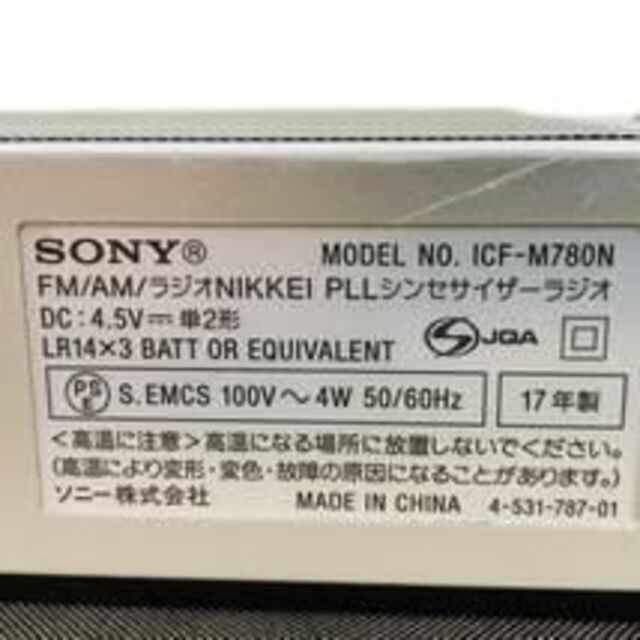 SONY® MODEL NO. ICF-M780N
FM/AM/ラジオNIKKEI PLLシンセサイザーラジオ
DC:4.5V⎓単2形
LR14×3 BATT OR EQUIVALENT JQA
PS E S.EMCS 100V～4W 50/60Hz 17年製
<高温に注意>高温になる場所に放置しないでください。
(高温により変形・変色・故障の原因になることがあります。)
ソニー株式会社 MADE IN CHINA 4-531-787-01